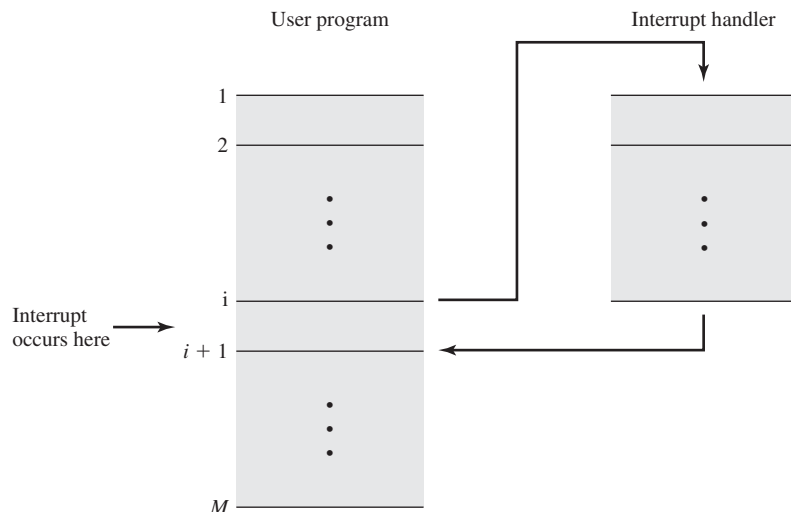 User program
Interrupt handler
1
2
i
Interrupt
occurs here
i + 1
M